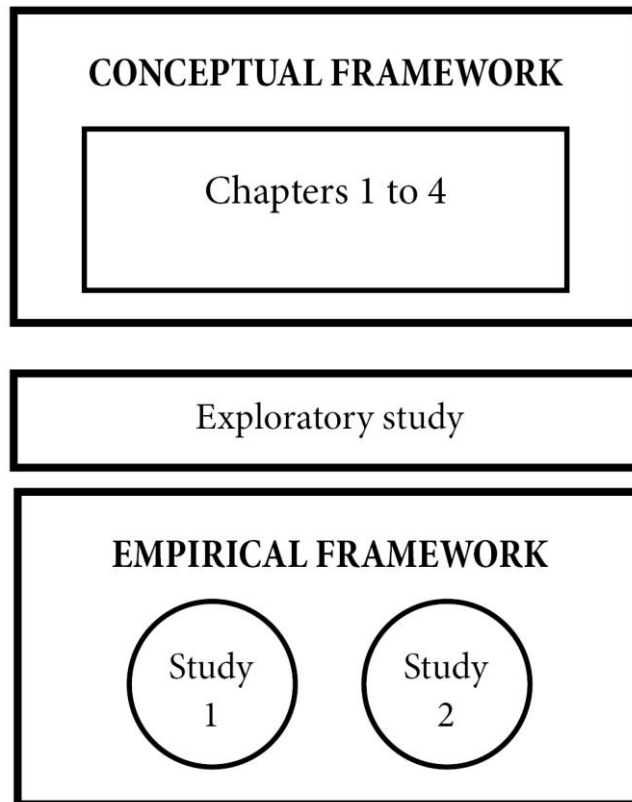 CONCEPTUAL FRAMEWORK
Chapters 1 to 4
Exploratory study
EMPIRICAL FRAMEWORK
Study
1
Study
2